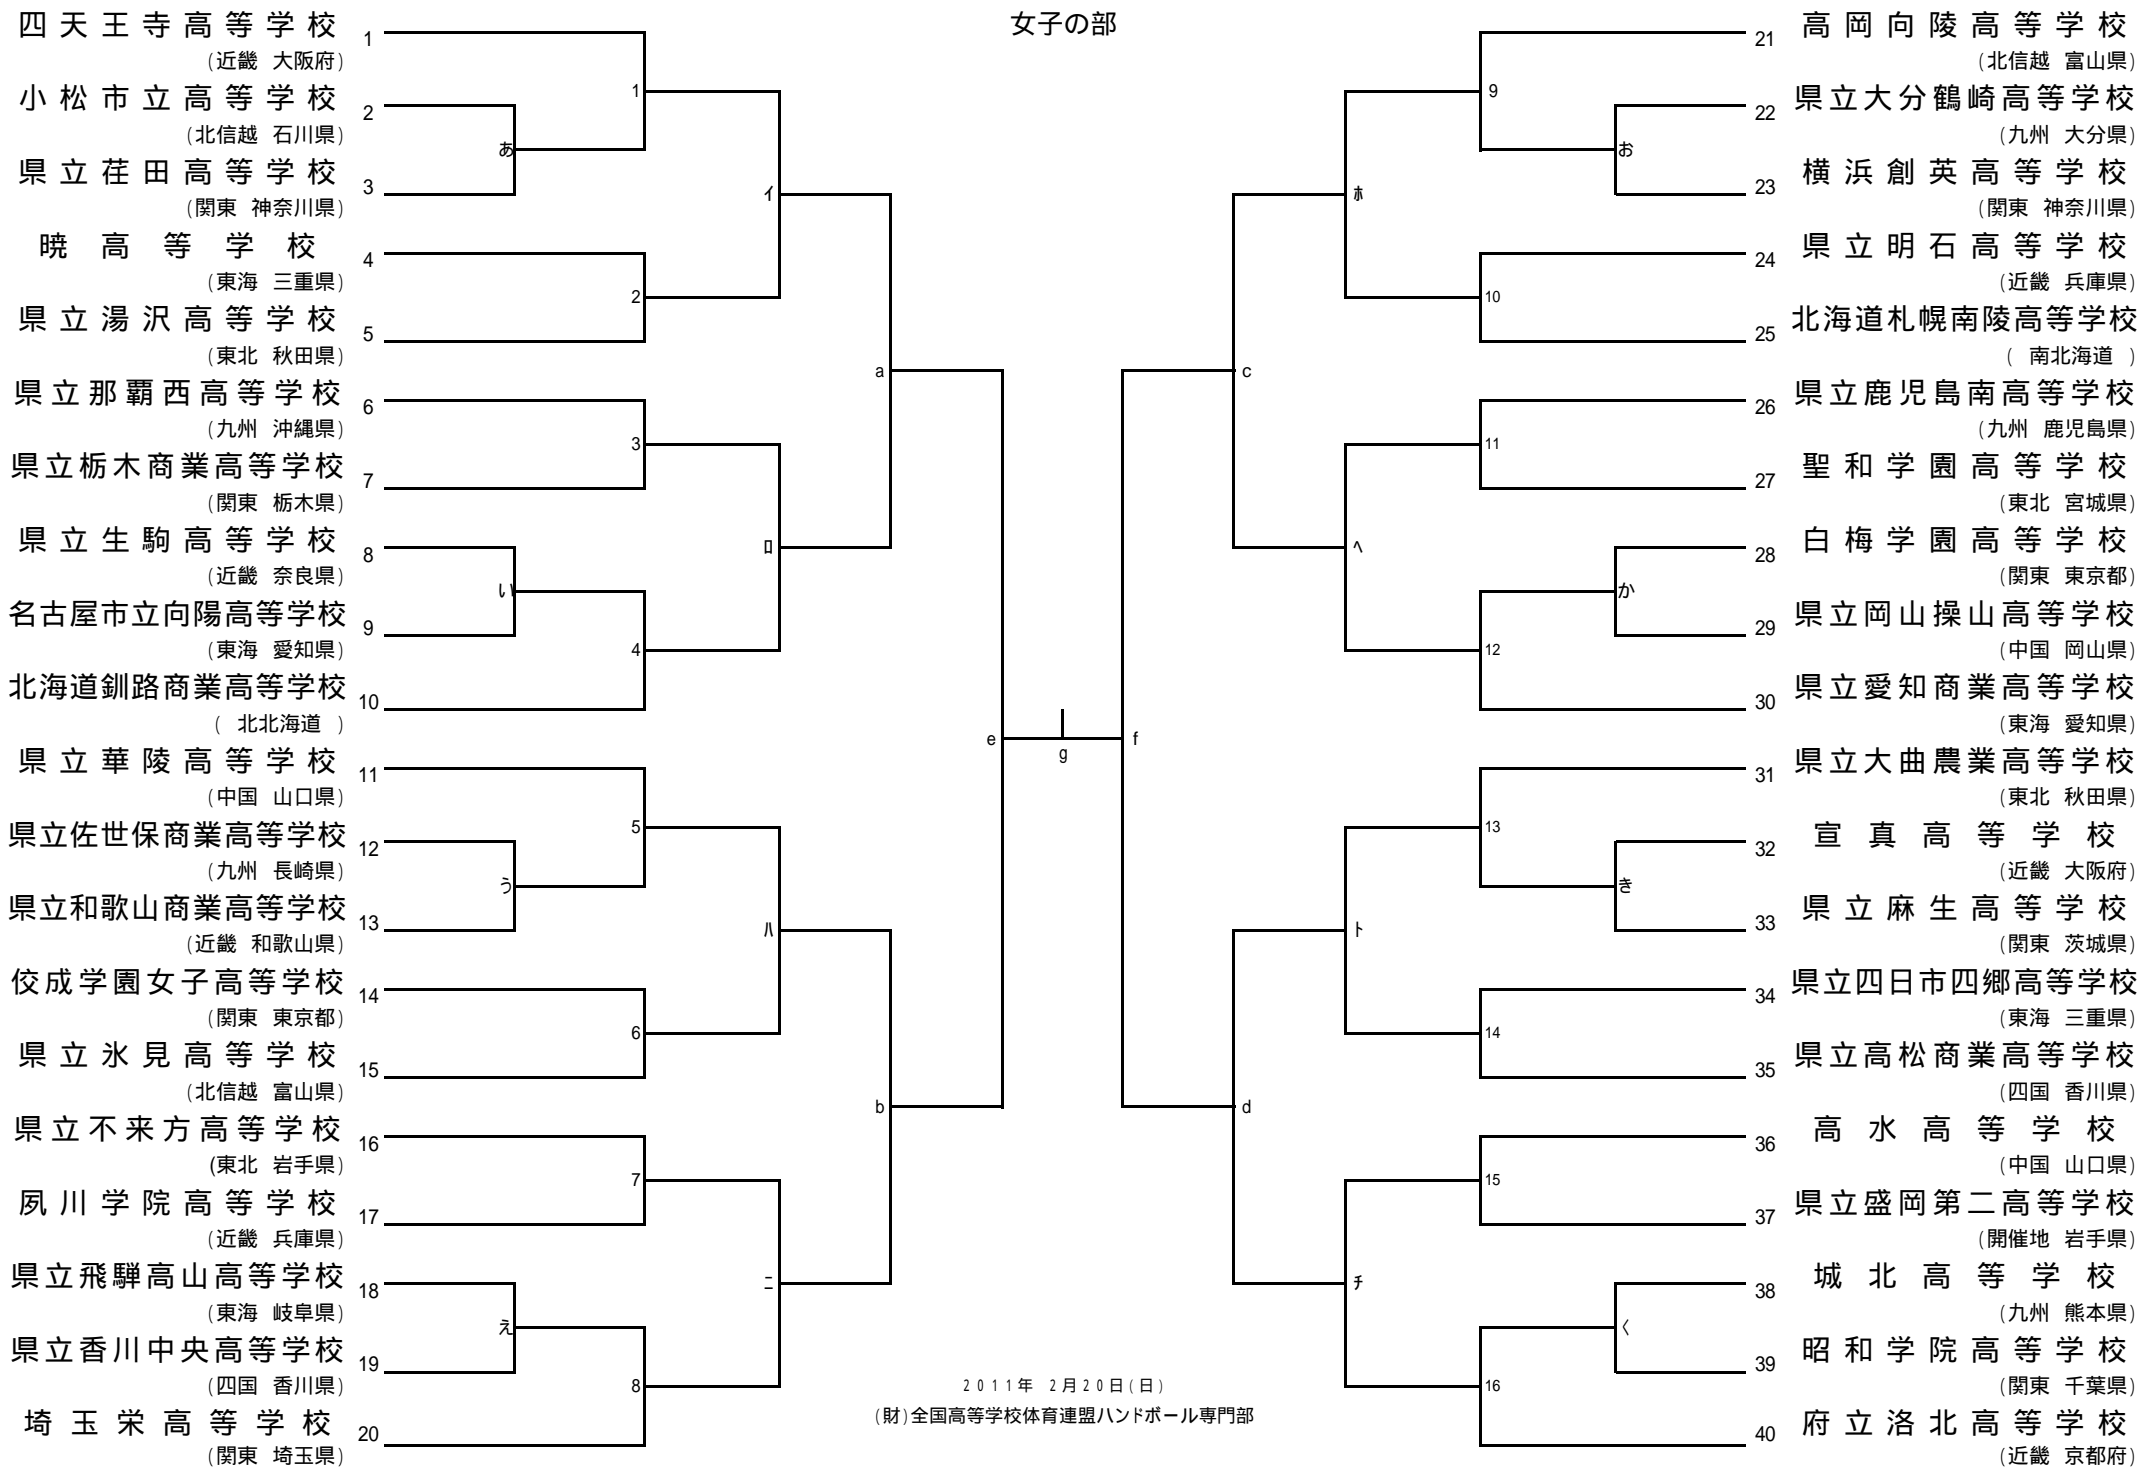 女子の部
四天王寺高等学校 1
(近畿 大阪府)
小松市立高等学校 2
(北信越 石川県)
県立荏田高等学校 3
(関東 神奈川県)
暁高等学校 4
(東海 三重県)
県立湯沢高等学校 5
(東北 秋田県)
県立那覇西高等学校 6
(九州 沖縄県)
県立栃木商業高等学校 7
(関東 栃木県)
県立生駒高等学校 8
(近畿 奈良県)
名古屋市立向陽高等学校 9
(東海 愛知県)
北海道釧路商業高等学校 10
( 北北海道 )
県立華陵高等学校 11
(中国 山口県)
県立佐世保商業高等学校 12
(九州 長崎県)
県立和歌山商業高等学校 13
(近畿 和歌山県)
佼成学園女子高等学校 14
(関東 東京都)
県立氷見高等学校 15
(北信越 富山県)
県立不来方高等学校 16
(東北 岩手県)
夙川学院高等学校 17
(近畿 兵庫県)
県立飛騨高山高等学校 18
(東海 岐阜県)
県立香川中央高等学校 19
(四国 香川県)
埼玉栄高等学校 20
(関東 埼玉県)
あ
い
う
え
1
2
3
4
5
6
7
8
イ
ロ
ハ
ニ
a
b
e
g
f
c
d
ホ
ヘ
ト
チ
9
10
11
12
13
14
15
16
お
か
き
く
21 高岡向陵高等学校
(北信越 富山県)
22 県立大分鶴崎高等学校
(九州 大分県)
23 横浜創英高等学校
(関東 神奈川県)
24 県立明石高等学校
(近畿 兵庫県)
25 北海道札幌南陵高等学校
( 南北海道 )
26 県立鹿児島南高等学校
(九州 鹿児島県)
27 聖和学園高等学校
(東北 宮城県)
28 白梅学園高等学校
(関東 東京都)
29 県立岡山操山高等学校
(中国 岡山県)
30 県立愛知商業高等学校
(東海 愛知県)
31 県立大曲農業高等学校
(東北 秋田県)
32 宣真高等学校
(近畿 大阪府)
33 県立麻生高等学校
(関東 茨城県)
34 県立四日市四郷高等学校
(東海 三重県)
35 県立高松商業高等学校
(四国 香川県)
36 高水高等学校
(中国 山口県)
37 県立盛岡第二高等学校
(開催地 岩手県)
38 城北高等学校
(九州 熊本県)
39 昭和学院高等学校
(関東 千葉県)
40 府立洛北高等学校
(近畿 京都府)
2011年 2月20日(日)
(財)全国高等学校体育連盟ハンドボール専門部